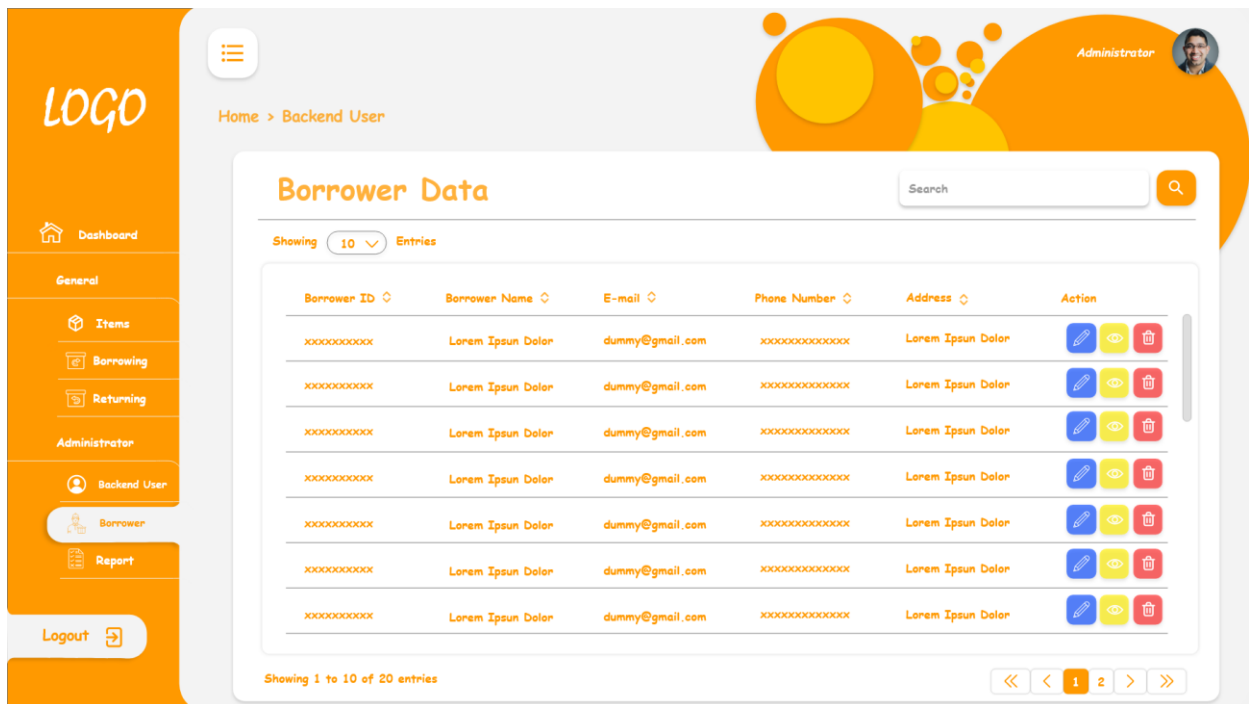 LOGO
Dashboard
General
Items
Borrowing
Returning
Administrator
Backend User
Borrower
Report
Logout
Administrator
Home > Backend User
Borrower Data
Search
Showing 10 Entries
Borrower ID Borrower Name E-mail Phone Number Address Action
xxxxxxxxxx Lorem Ipsun Dolor dummy@gmail.com xxxxxxxxxxxxx Lorem Ipsun Dolor
xxxxxxxxxx Lorem Ipsun Dolor dummy@gmail.com xxxxxxxxxxxxx Lorem Ipsun Dolor
xxxxxxxxxx Lorem Ipsun Dolor dummy@gmail.com xxxxxxxxxxxxx Lorem Ipsun Dolor
xxxxxxxxxx Lorem Ipsun Dolor dummy@gmail.com xxxxxxxxxxxxx Lorem Ipsun Dolor
xxxxxxxxxx Lorem Ipsun Dolor dummy@gmail.com xxxxxxxxxxxxx Lorem Ipsun Dolor
xxxxxxxxxx Lorem Ipsun Dolor dummy@gmail.com xxxxxxxxxxxxx Lorem Ipsun Dolor
xxxxxxxxxx Lorem Ipsun Dolor dummy@gmail.com xxxxxxxxxxxxx Lorem Ipsun Dolor
Showing 1 to 10 of 20 entries
1 2